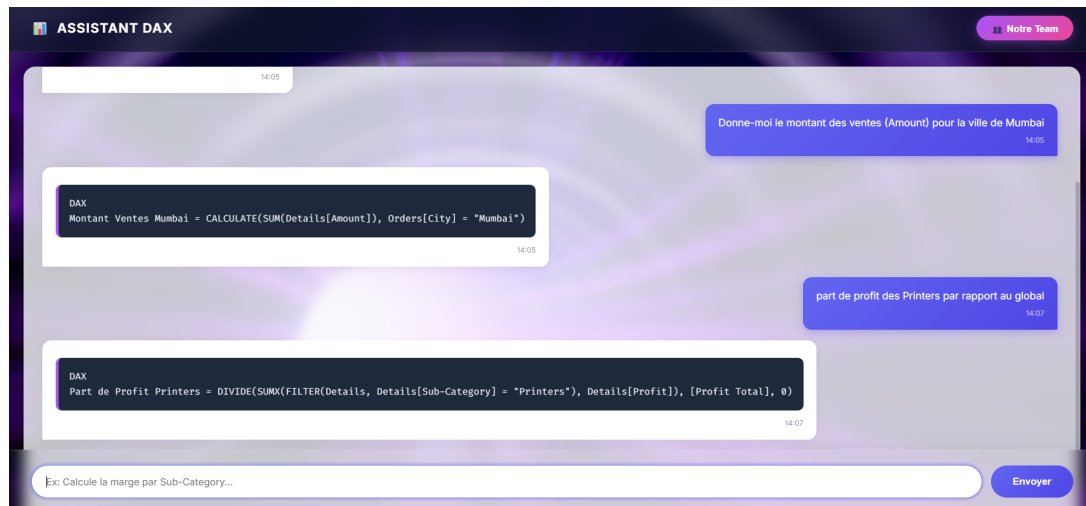 ASSISTANT DAX
Notre Team
14:05
Donne-moi le montant des ventes (Amount) pour la ville de Mumbai
14:05
DAX
Montant Ventes Mumbai = CALCULATE(SUM(Details[Amount]), Orders[City] = "Mumbai")
14:05
part de profit des Printers par rapport au global
14:07
DAX
Part de Profit Printers = DIVIDE(SUMX(FILTER(Details, Details[Sub-Category] = "Printers"), Details[Profit]), [Profit Total], 0)
14:07
Ex: Calcule la marge par Sub-Category...
Envoyer